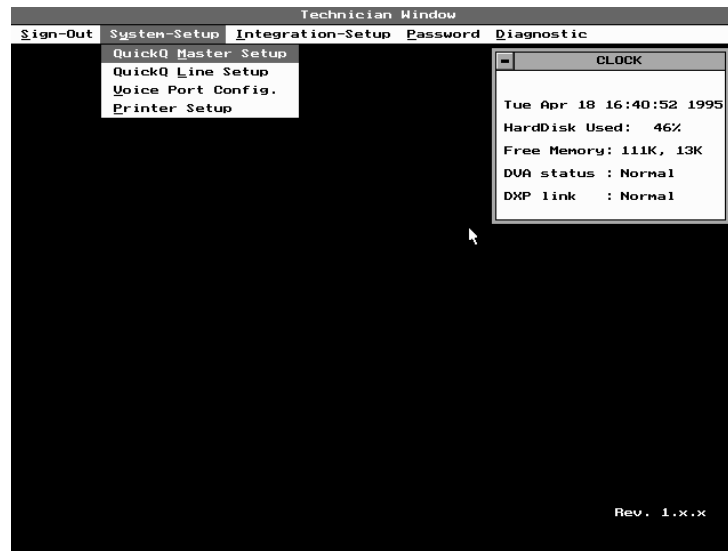 Technician Window
Sign-Out System-Setup Integration-Setup Password Diagnostic
QuickQ Master Setup
QuickQ Line Setup
Voice Port Config.
Printer Setup
CLOCK
Tue Apr 18 16:40:52 1995
HardDisk Used: 46%
Free Memory: 111K, 13K
DVA status : Normal
DXP link : Normal
Rev. 1.x.x